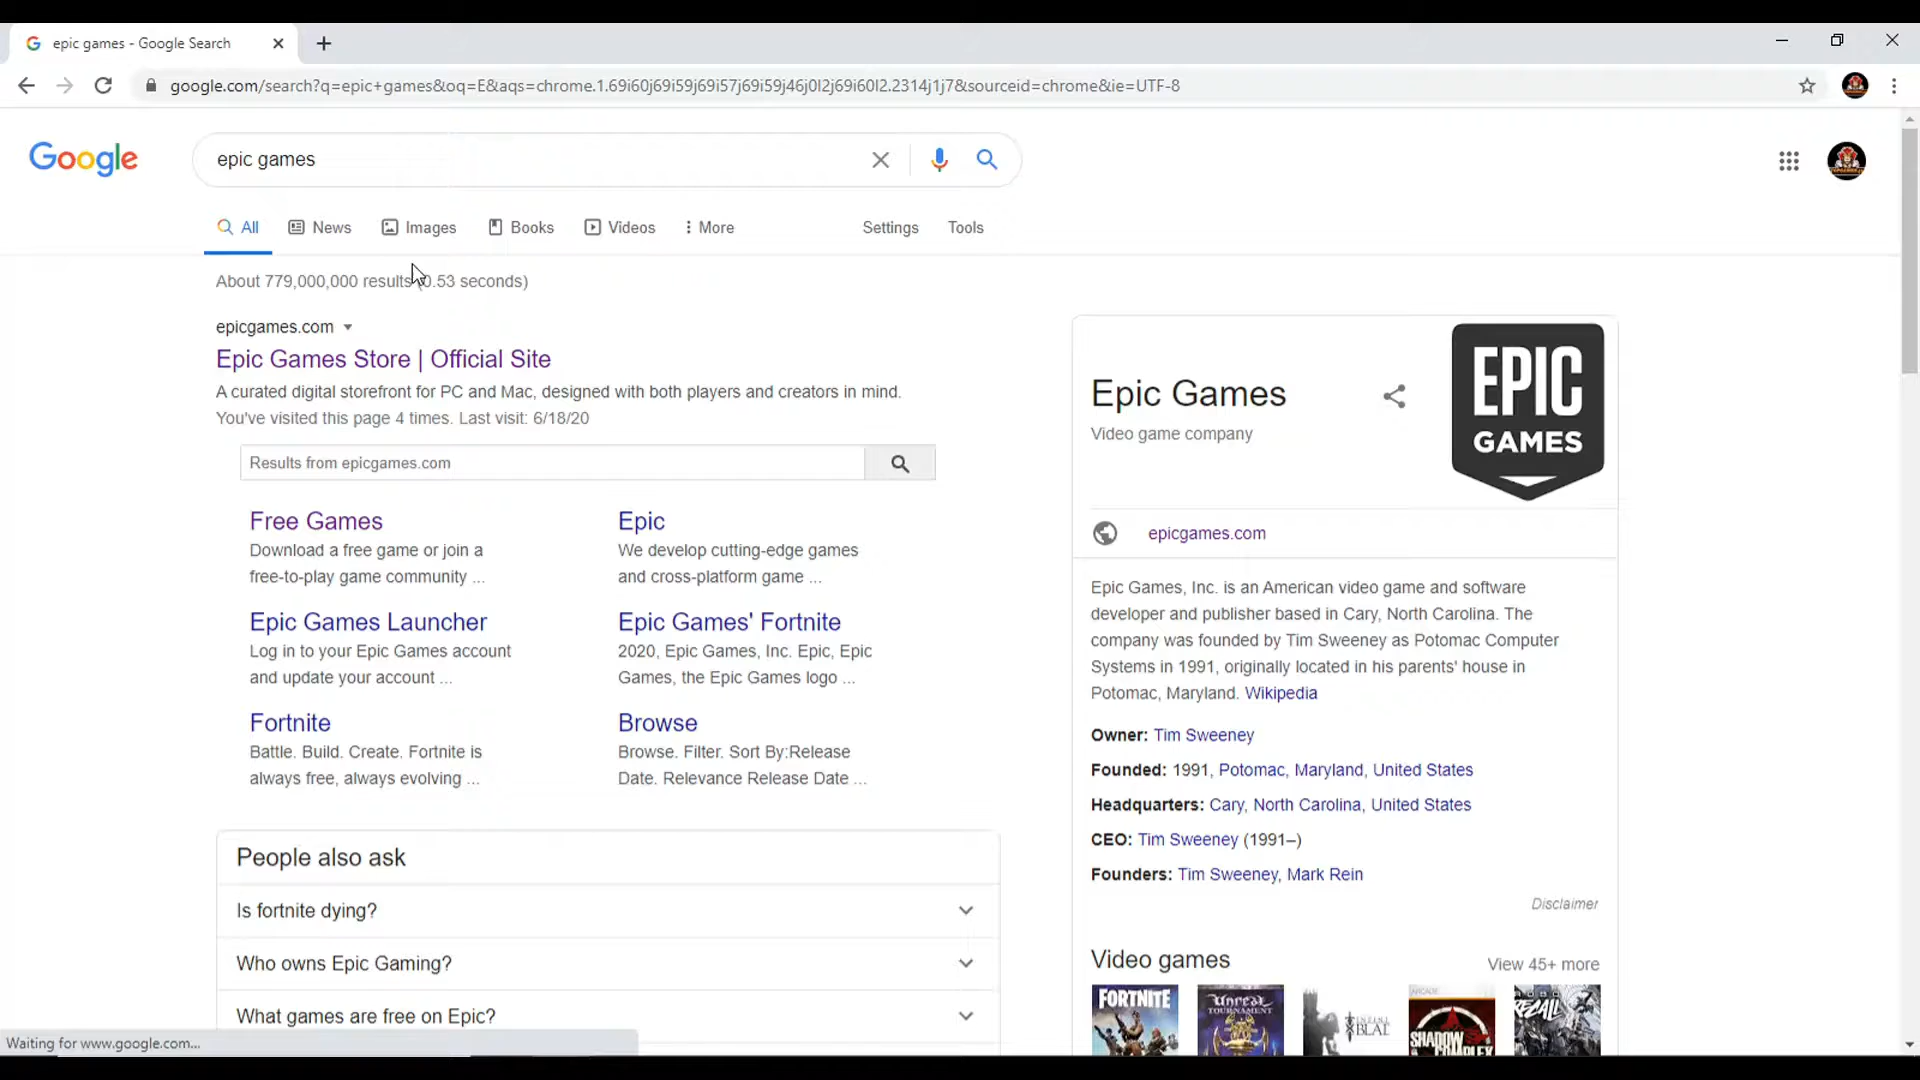 epic games - Google Search
google.com/search?q=epic+games&oq=E&aqs=chrome.1.69i60j69i59j69i57j69i59j46j0l2j69i60l2.2314j1j7&sourceid=chrome&ie=UTF-8
Google
epic games
All
News
Images
Books
Videos
More
Settings
Tools
About 779,000,000 results (0.53 seconds)
epicgames.com
Epic Games Store | Official Site
A curated digital storefront for PC and Mac, designed with both players and creators in mind.
You've visited this page 4 times. Last visit: 6/18/20
Results from epicgames.com
Free Games
Download a free game or join a
free-to-play game community ...
Epic
We develop cutting-edge games
and cross-platform game ...
Epic Games Launcher
Log in to your Epic Games account
and update your account ...
Epic Games' Fortnite
2020, Epic Games, Inc. Epic, Epic
Games, the Epic Games logo ...
Fortnite
Battle. Build. Create. Fortnite is
always free, always evolving ...
Browse
Browse. Filter. Sort By:Release
Date. Relevance Release Date ...
People also ask
Is fortnite dying?
Who owns Epic Gaming?
What games are free on Epic?
Waiting for www.google.com...
Epic Games
Video game company
EPIC
GAMES
epicgames.com
Epic Games, Inc. is an American video game and software
developer and publisher based in Cary, North Carolina. The
company was founded by Tim Sweeney as Potomac Computer
Systems in 1991, originally located in his parents' house in
Potomac, Maryland. Wikipedia
Owner: Tim Sweeney
Founded: 1991, Potomac, Maryland, United States
Headquarters: Cary, North Carolina, United States
CEO: Tim Sweeney (1991–)
Founders: Tim Sweeney, Mark Rein
Disclaimer
Video games
View 45+ more
FORTNITE
Unreal
TOURNAMENT
SHADOW
COMPLEX